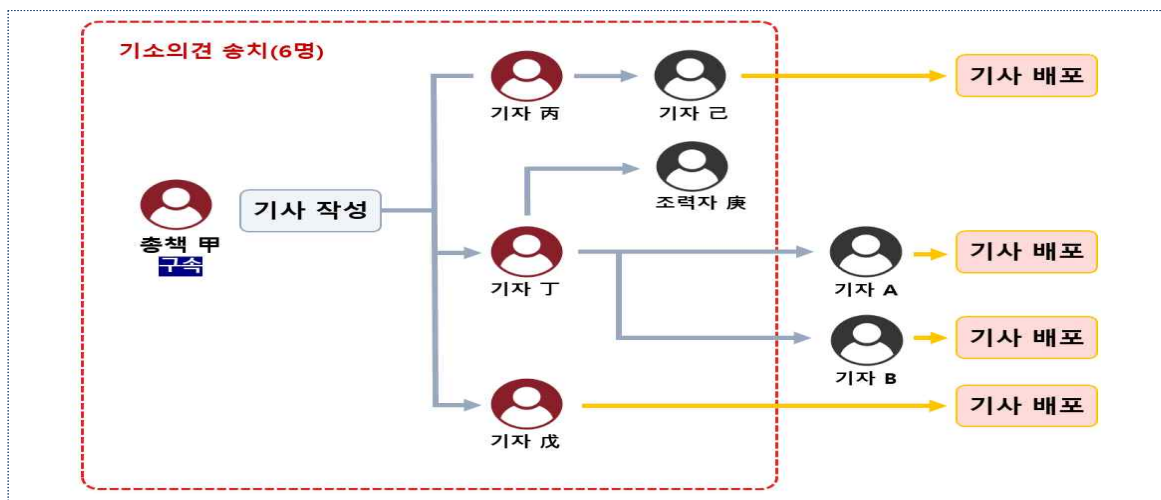 기소의견 송치(6명)
기자 丙
기자 己
기사 배포
조력자 庚
총책 甲
구속
기사 작성
기자 丁
기자 A
기사 배포
기자 B
기사 배포
기자 戊
기사 배포